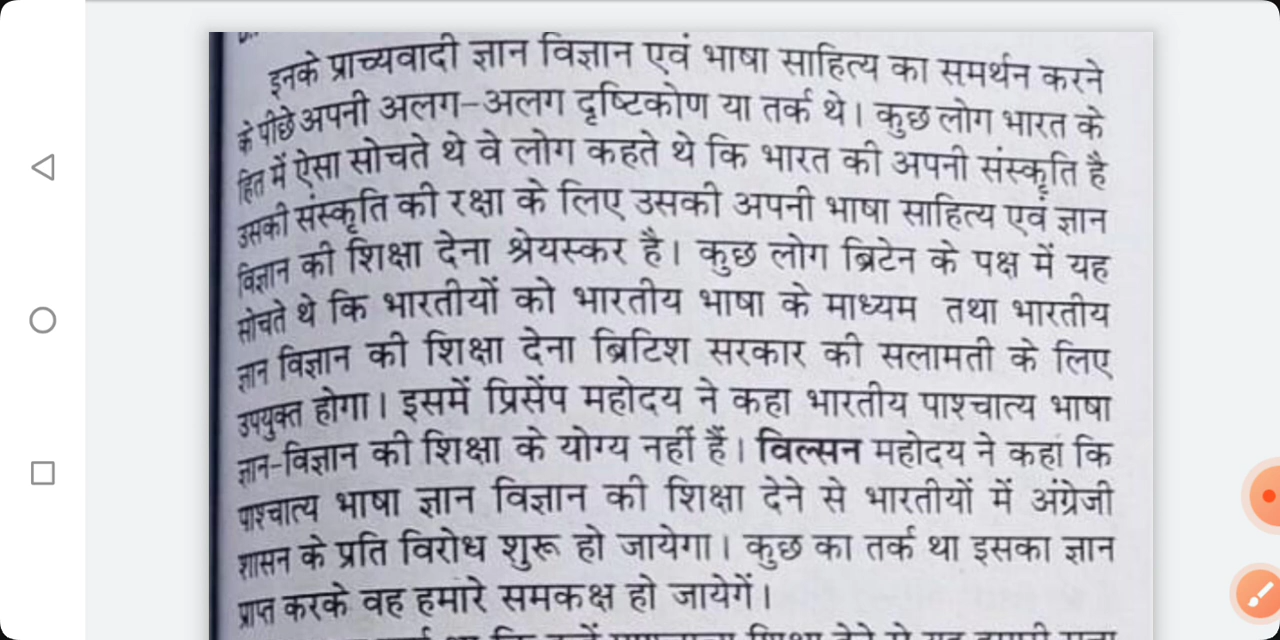 इनके प्राच्यवादी ज्ञान विज्ञान एवं भाषा साहित्य का समर्थन करने
के पीछे अपनी अलग-अलग दृष्टिकोण या तर्क थे। कुछ लोग भारत के
हित में ऐसा सोचते थे वे लोग कहते थे कि भारत की अपनी संस्कृति है
उसकी संस्कृति की रक्षा के लिए उसकी अपनी भाषा साहित्य एवं ज्ञान
विज्ञान की शिक्षा देना श्रेयस्कर है। कुछ लोग ब्रिटेन के पक्ष में यह
सोचते थे कि भारतीयों को भारतीय भाषा के माध्यम तथा भारतीय
ज्ञान विज्ञान की शिक्षा देना ब्रिटिश सरकार की सलामती के लिए
उपयुक्त होगा। इसमें प्रिसेंप महोदय ने कहा भारतीय पाश्चात्य भाषा
ज्ञान-विज्ञान की शिक्षा के योग्य नहीं हैं। विल्सन महोदय ने कहां कि
पाश्चात्य भाषा ज्ञान विज्ञान की शिक्षा देने से भारतीयों में अंग्रेजी
शासन के प्रति विरोध शुरू हो जायेगा। कुछ का तर्क था इसका ज्ञान
प्राप्त करके वह हमारे समकक्ष हो जायेगें।